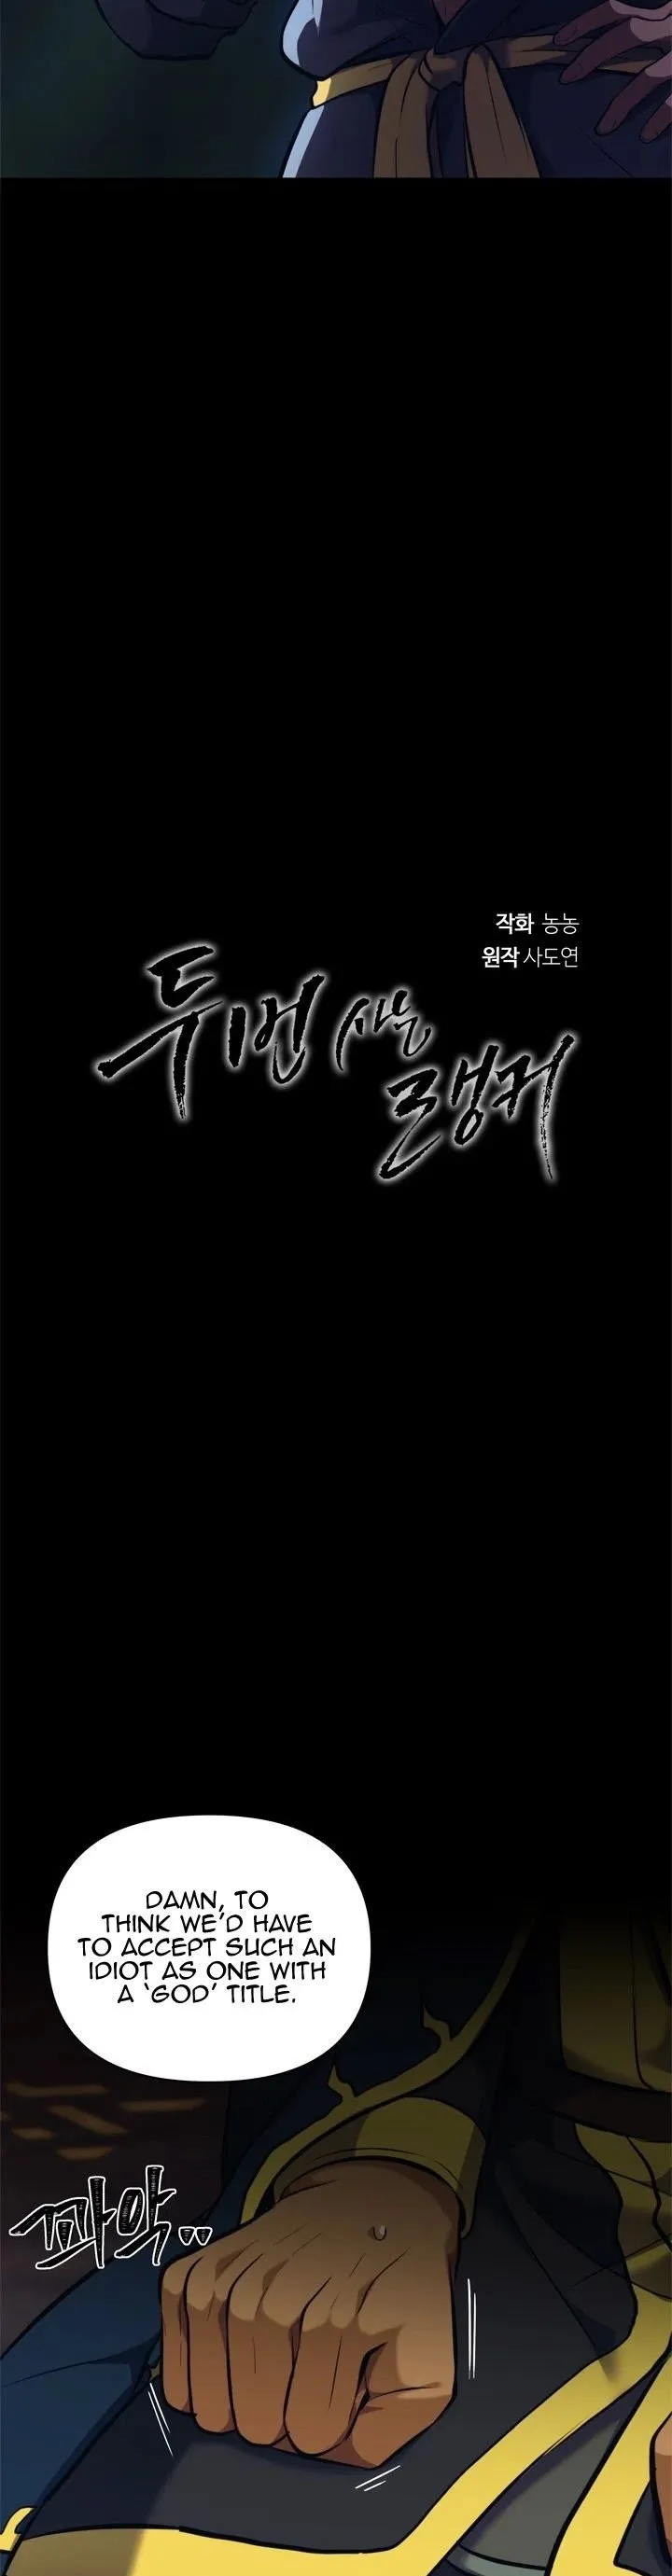 작화 농농
원작 사도연
두 번 사는
랭커
DAMN, TO
THINK WE'D HAVE
TO ACCEPT SUCH AN
IDIOT AS ONE WITH
A 'GOD' TITLE.
꽈악..